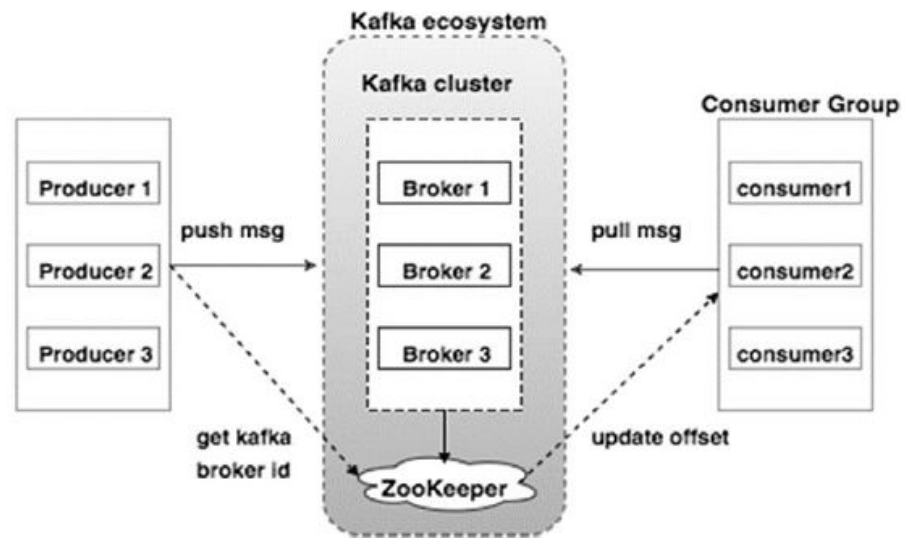 Kafka ecosystem
Kafka cluster
Consumer Group
Producer 1
Producer 2
Producer 3
push msg
Broker 1
Broker 2
Broker 3
pull msg
consumer1
consumer2
consumer3
get kafka
broker id
update offset
ZooKeeper